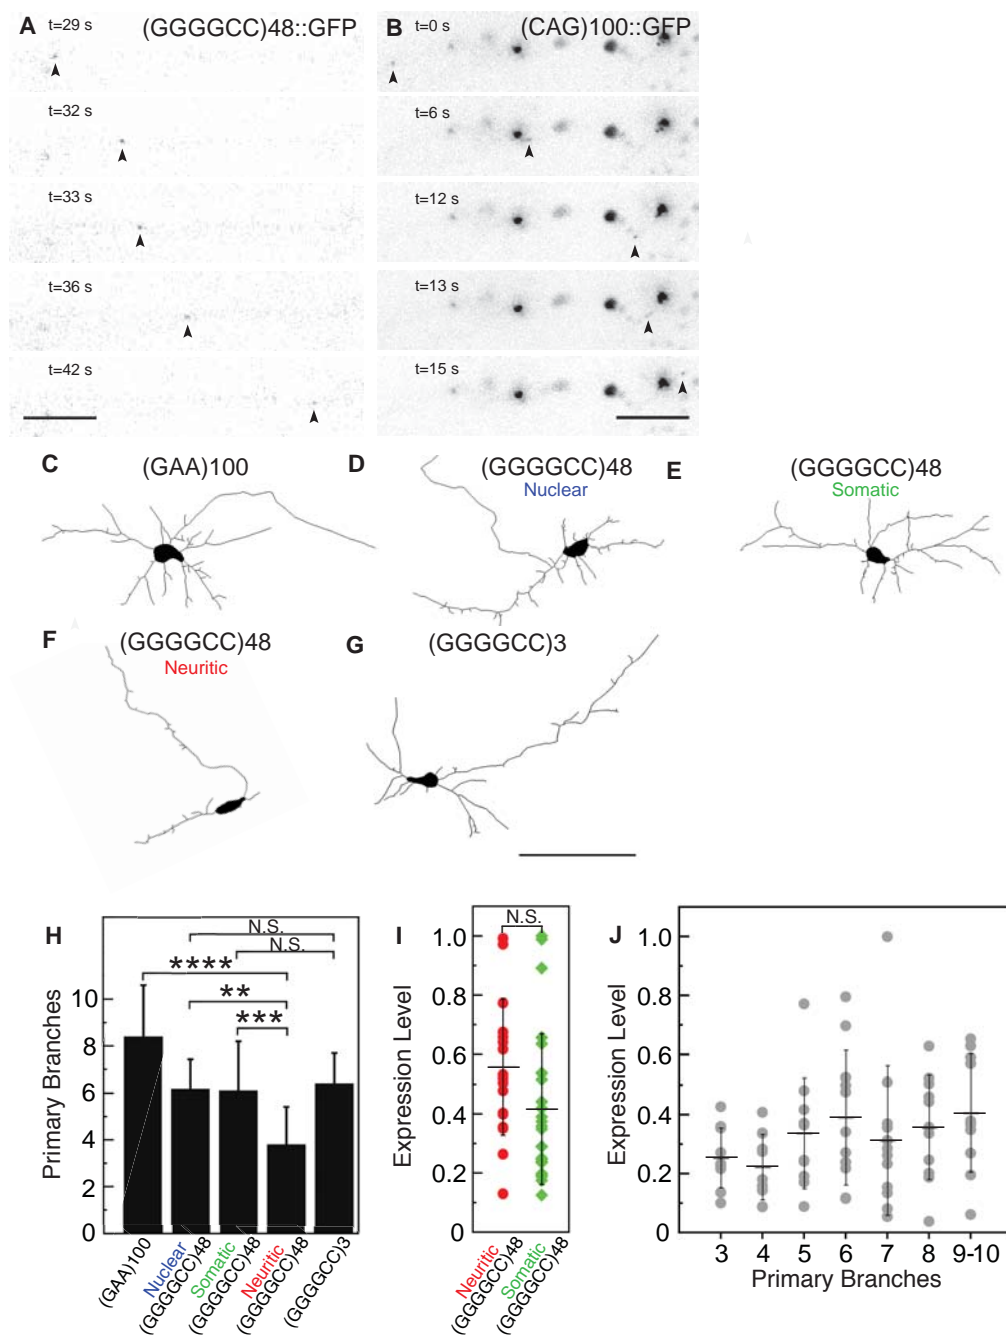 A
t=29 s
(GGGGCC)48::GFP
t=32 s
t=33 s
t=36 s
t=42 s
B
t=0 s
(CAG)100::GFP
t=6 s
t=12 s
t=13 s
t=15 s
C
(GAA)100
D
(GGGGCC)48
Nuclear
E
(GGGGCC)48
Somatic
F
(GGGGCC)48
Neuritic
G
(GGGGCC)3
H
N.S.
N.S.
****
**
***
Primary Branches
10
8
6
4
2
0
(GAA)100
Nuclear
(GGGGCC)48
Somatic
(GGGGCC)48
Neuritic
(GGGGCC)48
(GGGGCC)3
I
N.S.
Expression Level
1.0
0.8
0.6
0.4
0.2
0
Neuritic
(GGGGCC)48
Somatic
(GGGGCC)48
J
Expression Level
1.0
0.8
0.6
0.4
0.2
0
3 4 5 6 7 8 9-10
Primary Branches